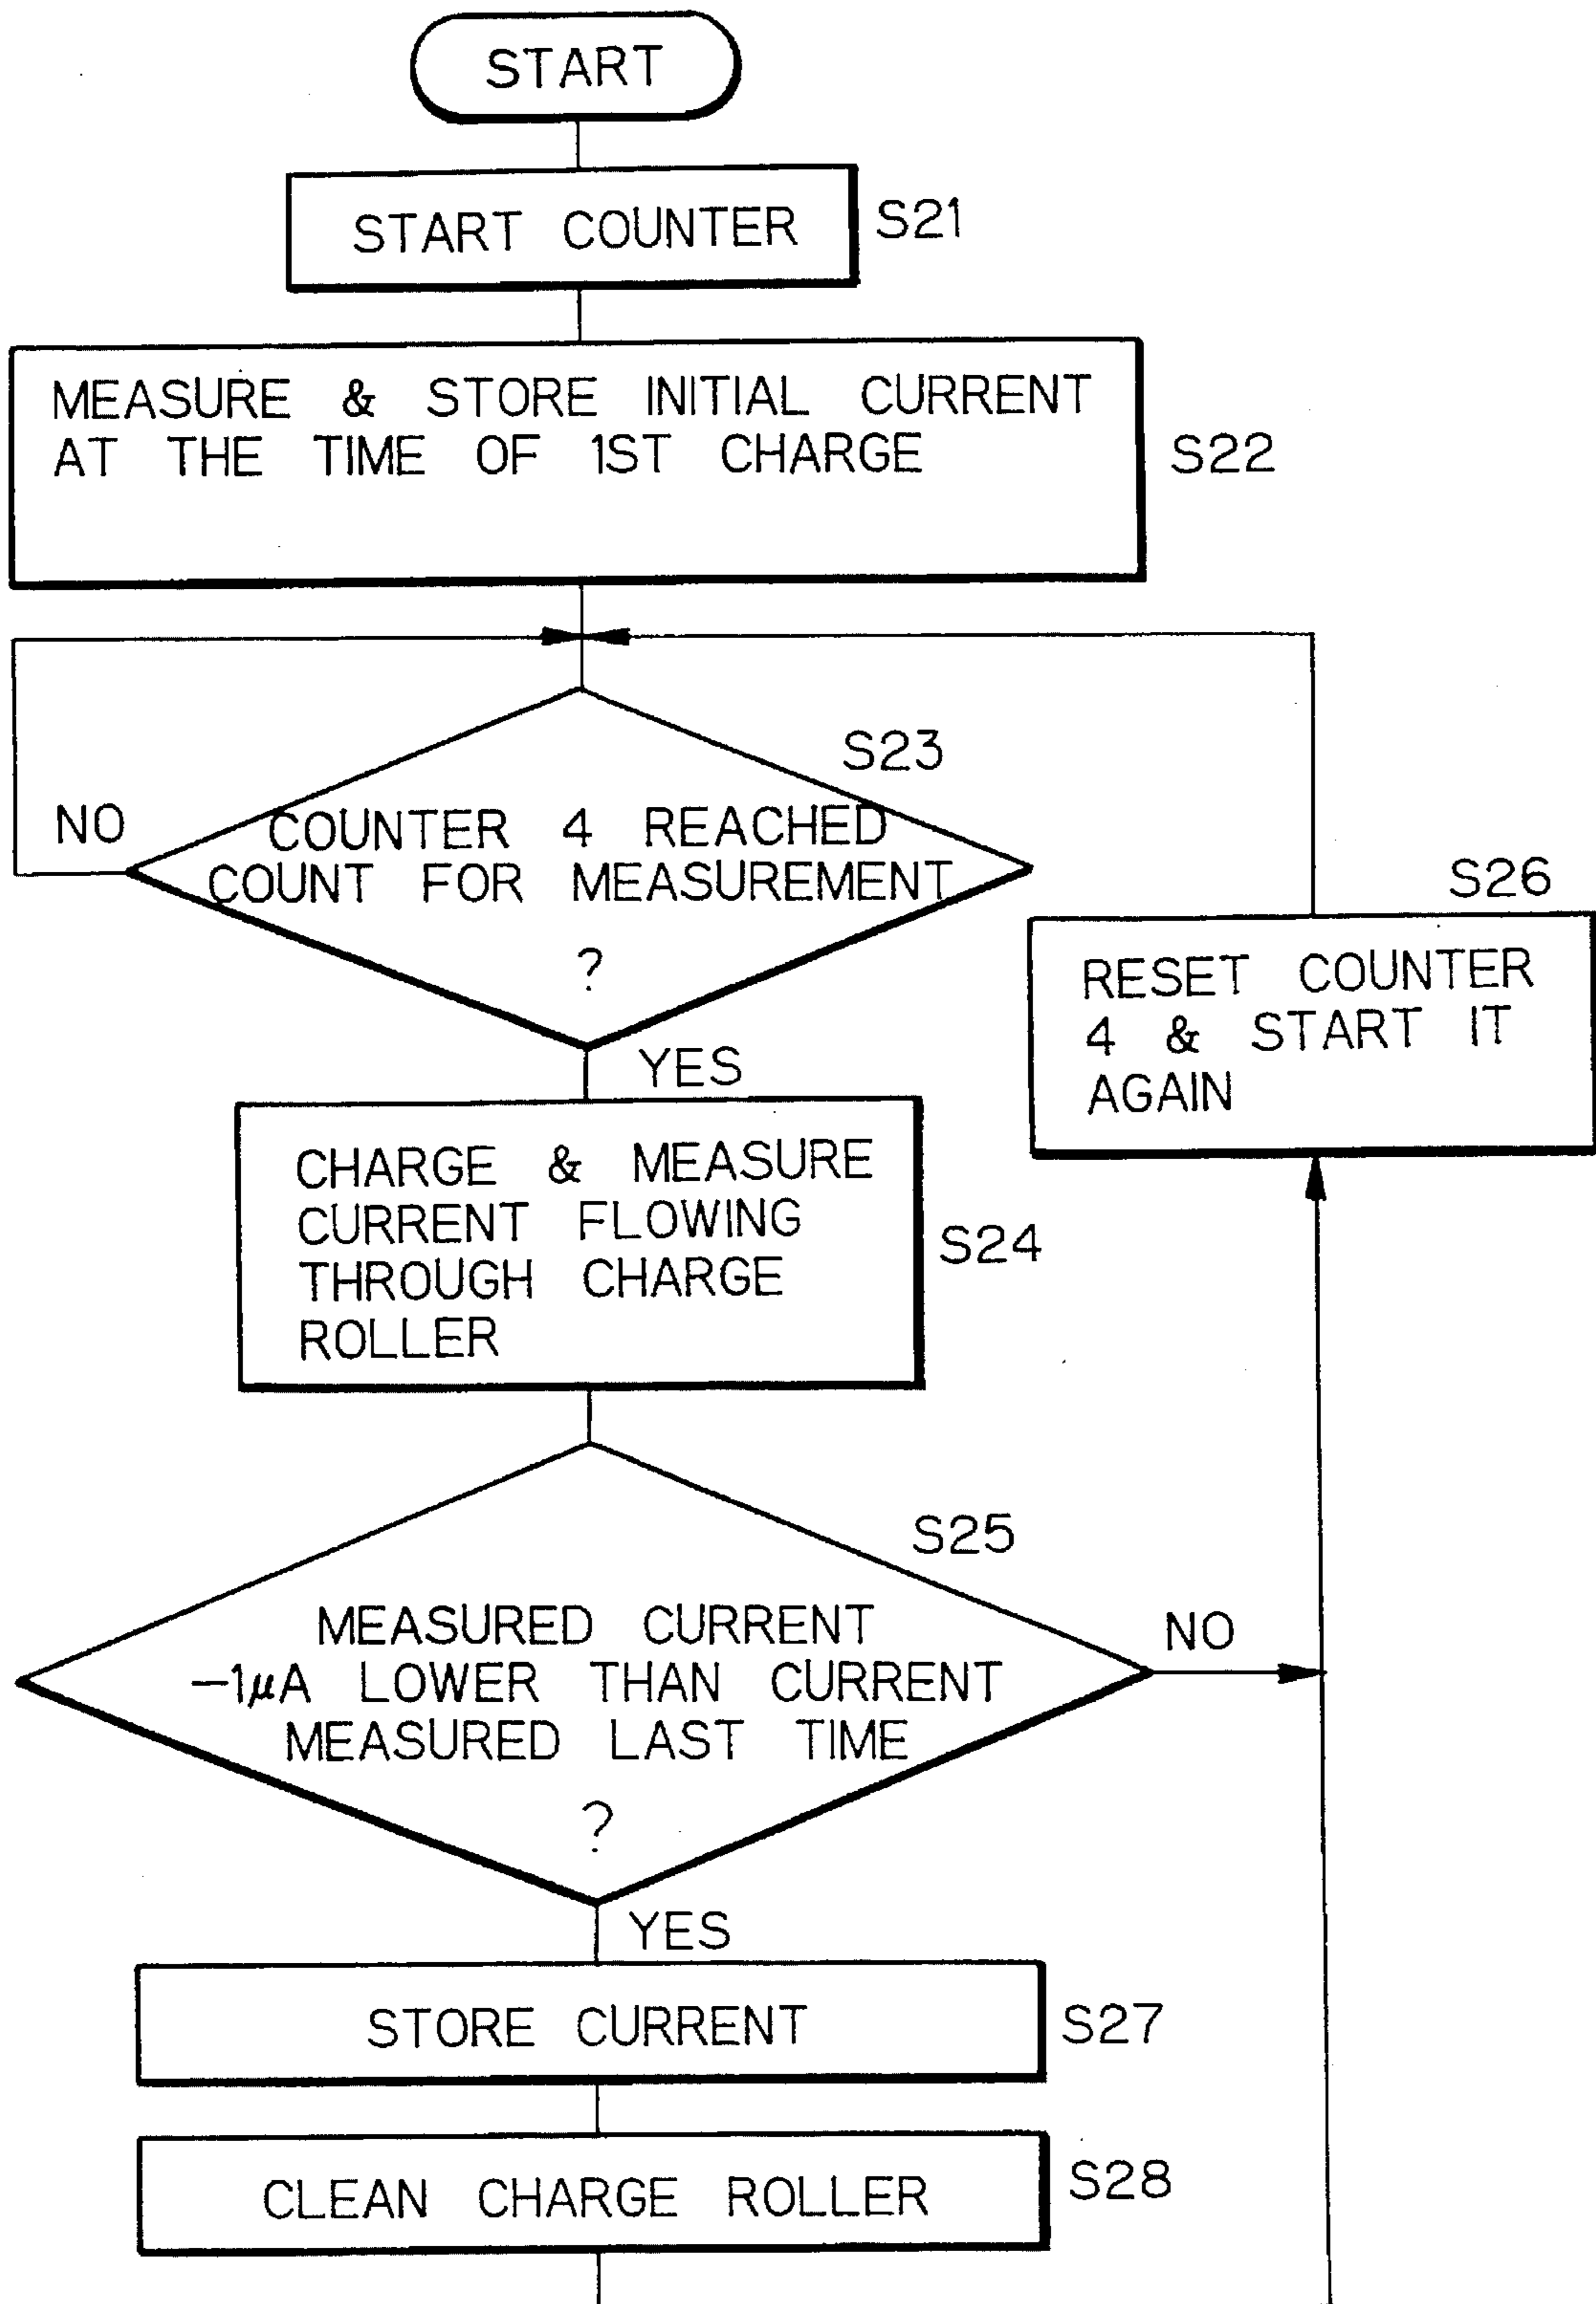 START
START COUNTER
S21
MEASURE & STORE INITIAL CURRENT
AT THE TIME OF 1ST CHARGE
S22
S23
NO
COUNTER 4 REACHED
COUNT FOR MEASUREMENT
?
YES
S26
RESET COUNTER
4 & START IT
AGAIN
CHARGE & MEASURE
CURRENT FLOWING
THROUGH CHARGE
ROLLER
S24
S25
MEASURED CURRENT
−1μA LOWER THAN CURRENT
MEASURED LAST TIME
?
NO
YES
STORE CURRENT
S27
CLEAN CHARGE ROLLER
S28